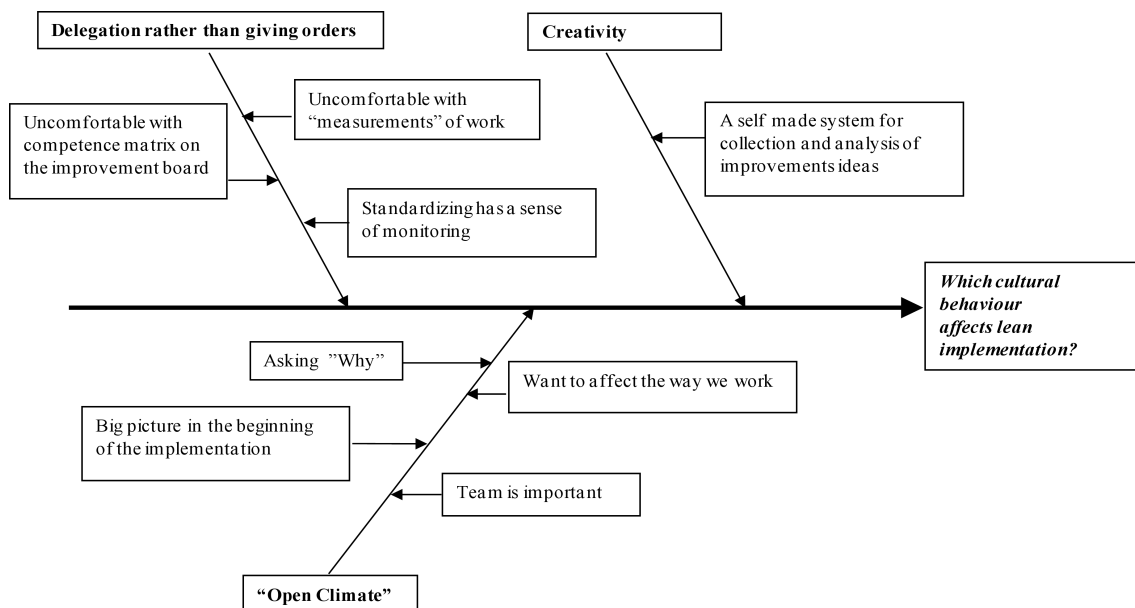 Delegation rather than giving orders
Creativity
Uncomfortable with
competence matrix on
the improvement board
Uncomfortable with
“measurements” of work
A self made system for
collection and analysis of
improvements ideas
Standardizing has a sense
of monitoring
Which cultural
behaviour
affects lean
implementation?
Asking ”Why”
Want to affect the way we work
Big picture in the beginning
of the implementation
Team is important
“Open Climate”